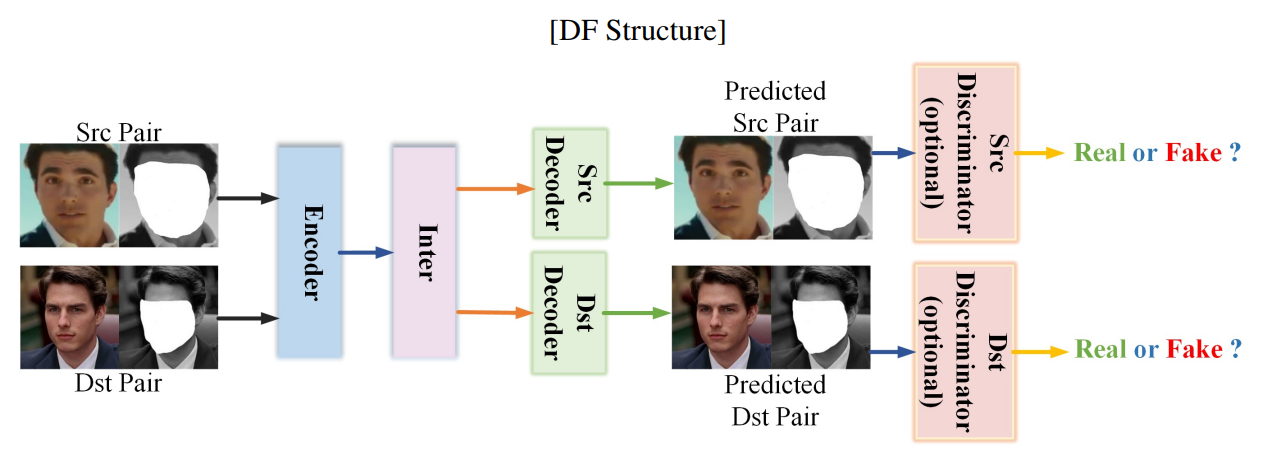 [DF Structure]
Src Pair
Dst Pair
Encoder
Inter
Src
Decoder
Dst
Decoder
Predicted
Src Pair
Predicted
Dst Pair
Src
Discriminator
(optional)
Real or Fake ?
Dst
Discriminator
(optional)
Real or Fake ?